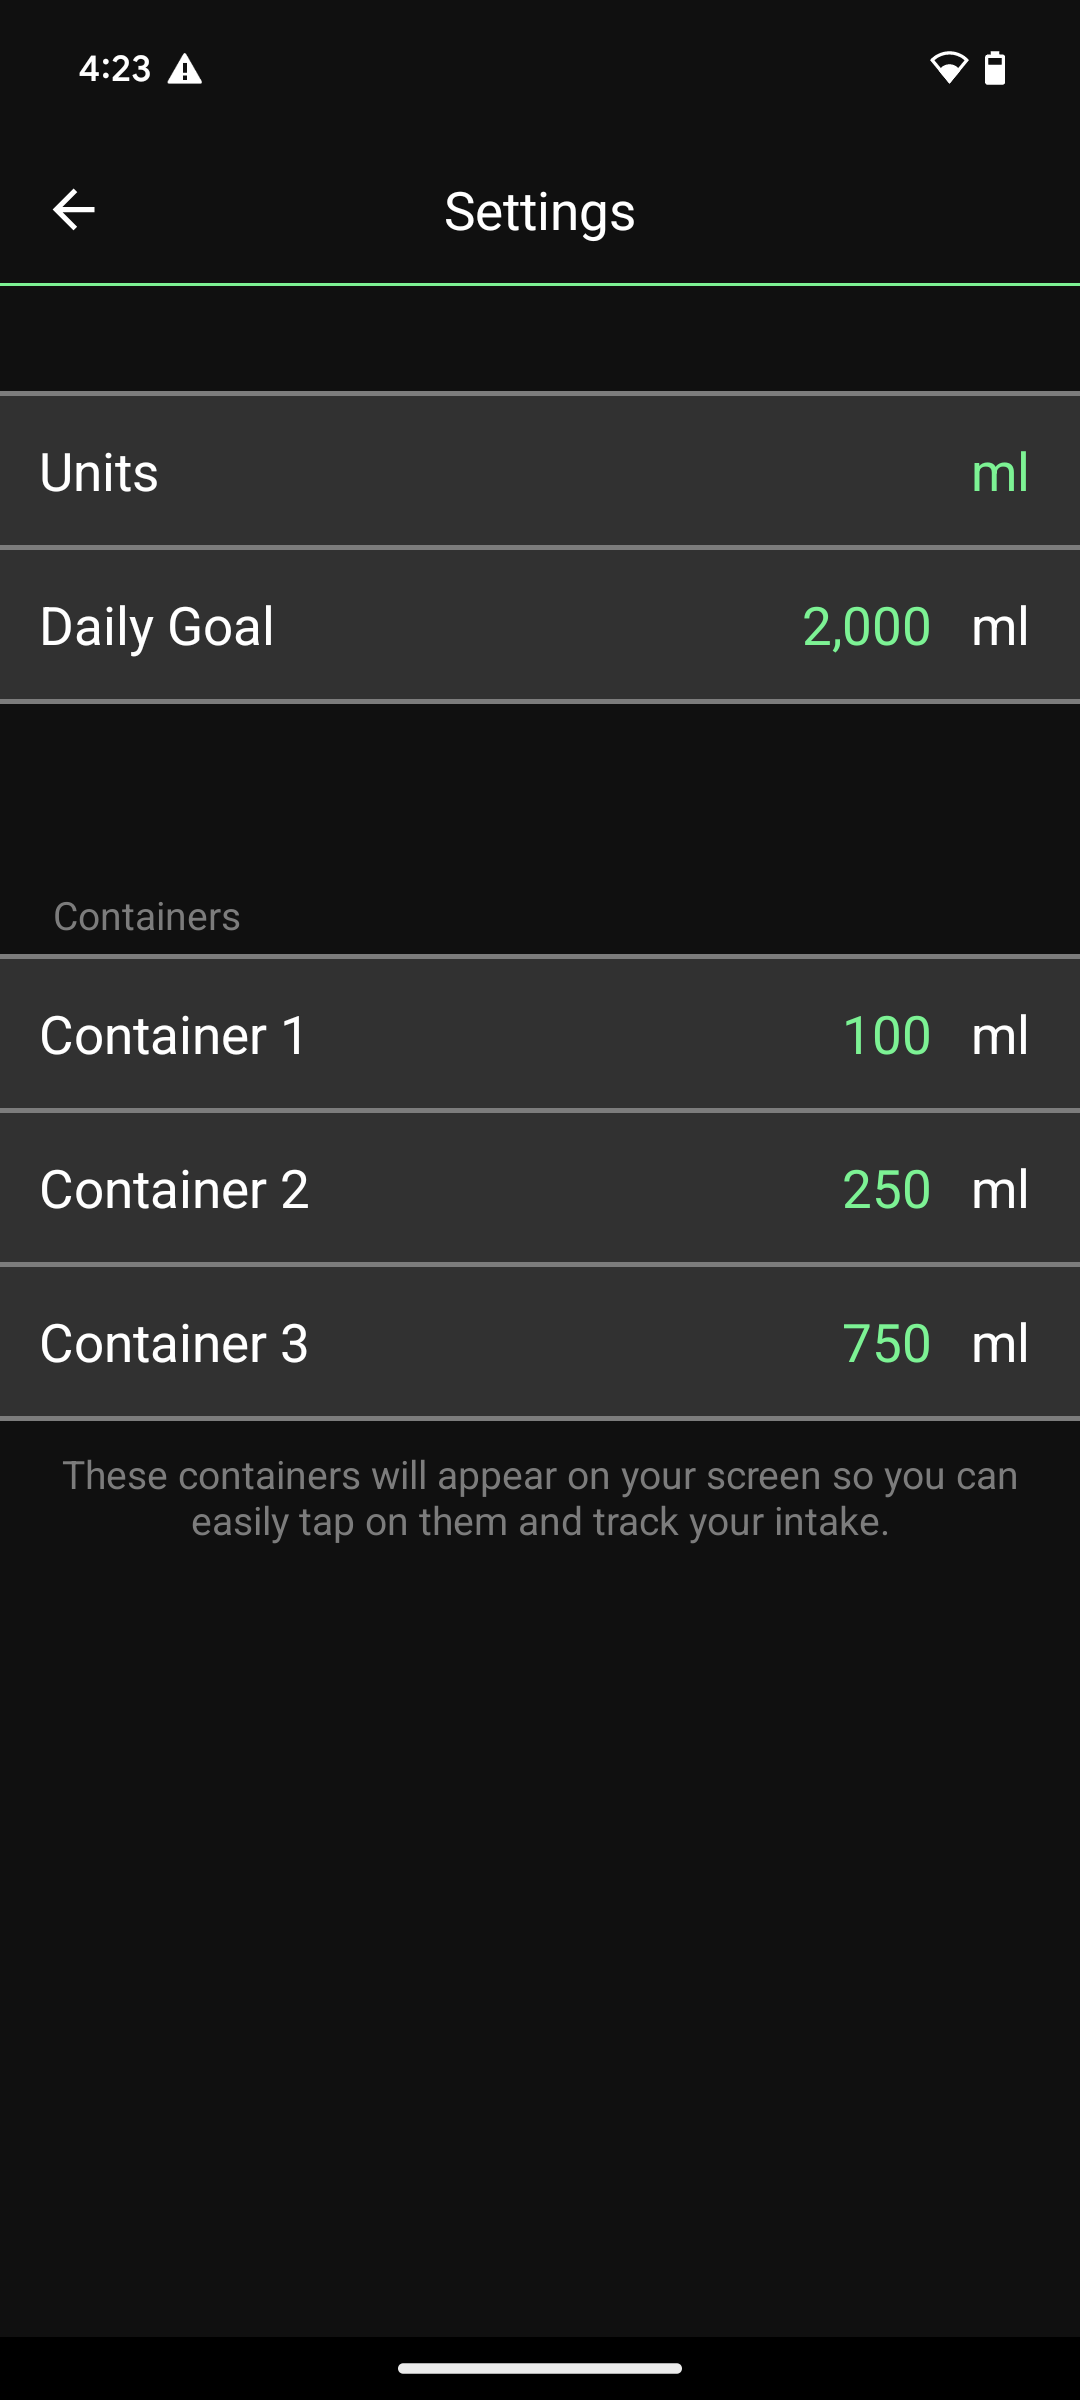 4:23
Settings
Units ml
Daily Goal 2,000 ml
Containers
Container 1 100 ml
Container 2 250 ml
Container 3 750 ml
These containers will appear on your screen so you can
easily tap on them and track your intake.